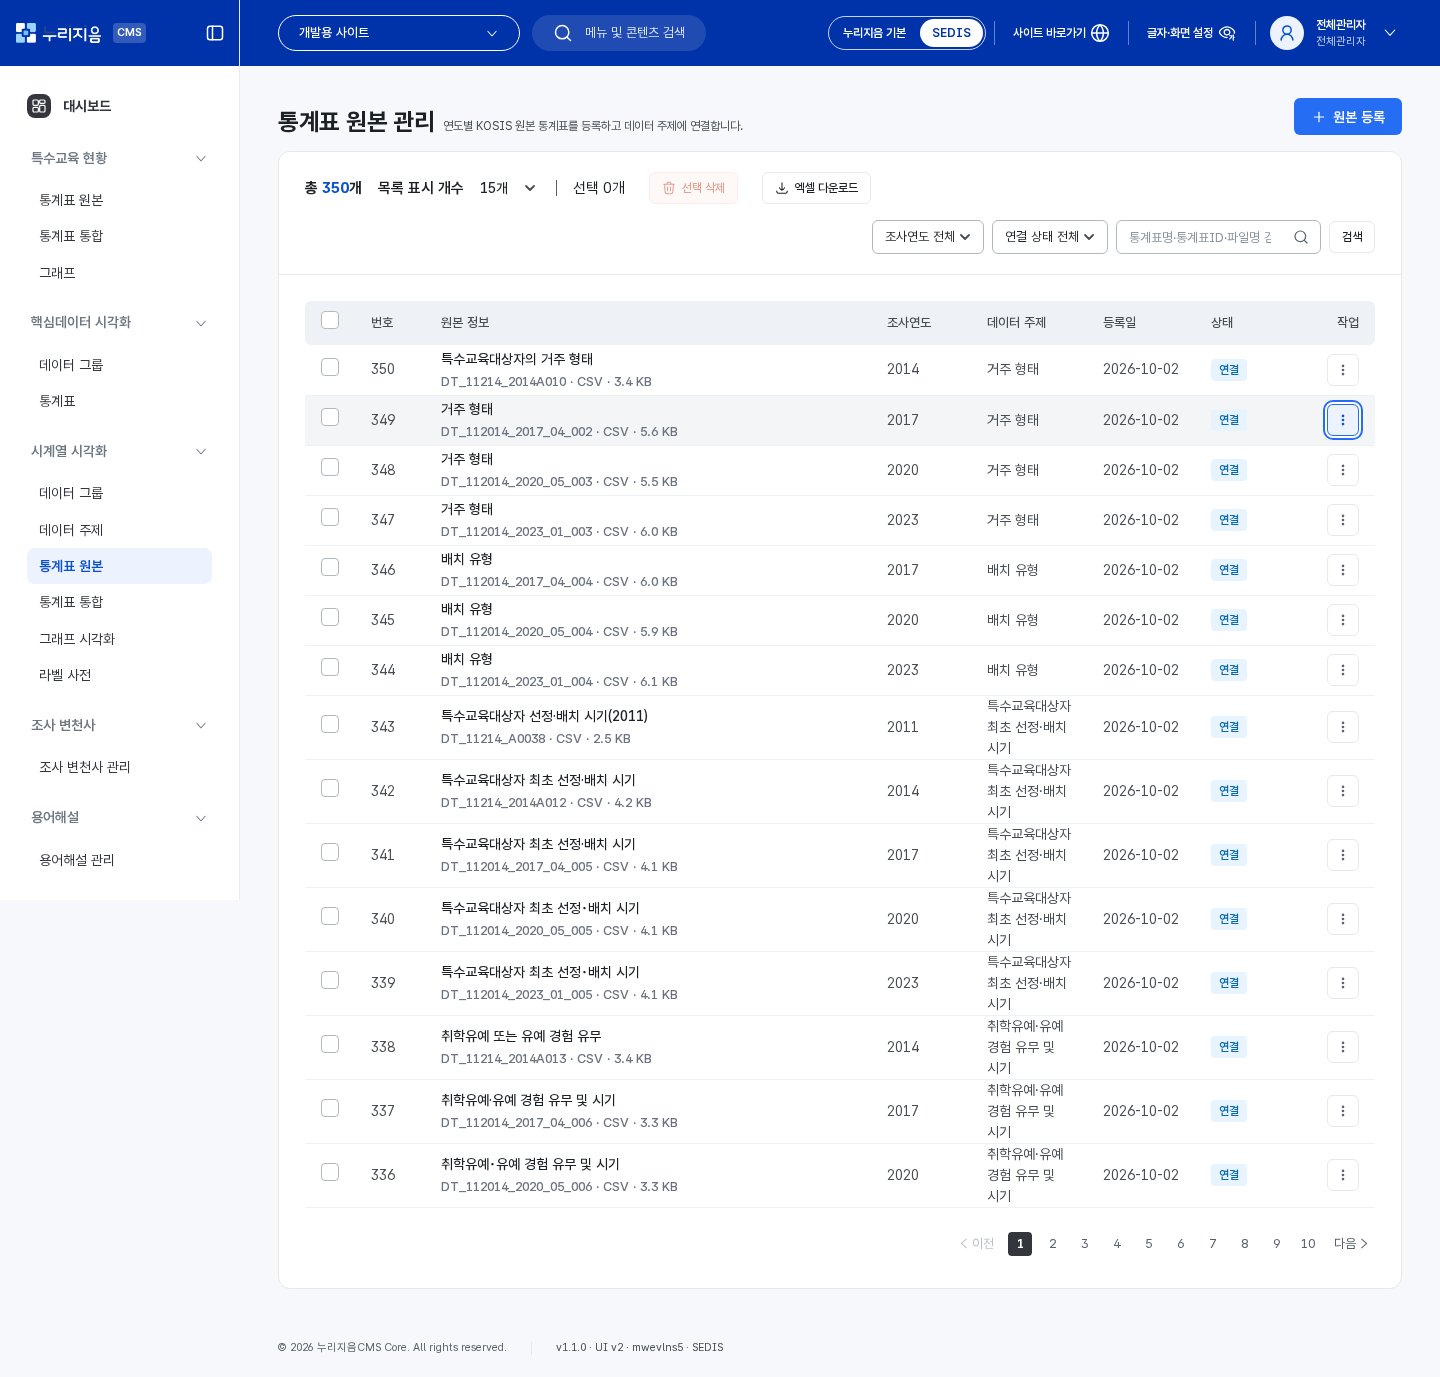 누리지음 CMS
개발용 사이트
메뉴 및 콘텐츠 검색
누리지음 기본
SEDIS
사이트 바로가기
글자·화면 설정
전체관리자
전체관리자
대시보드
특수교육 현황
통계표 원본
통계표 통합
그래프
핵심데이터 시각화
데이터 그룹
통계표
시계열 시각화
데이터 그룹
데이터 주제
통계표 원본
통계표 통합
그래프 시각화
라벨 사전
조사 변천사
조사 변천사 관리
용어해설
용어해설 관리
통계표 원본 관리 연도별 KOSIS 원본 통계표를 등록하고 데이터 주제에 연결합니다.
원본 등록
총 350개 목록 표시 개수 15개 선택 0개 선택 삭제 엑셀 다운로드
조사연도 전체 연결 상태 전체 통계표명·통계표ID·파일명 검색
번호 원본 정보 조사연도 데이터 주제 등록일 상태 작업
350 특수교육대상자의 거주 형태 2014 거주 형태 2026-10-02 연결
DT_11214_2014A010 · CSV · 3.4 KB
349 거주 형태 2017 거주 형태 2026-10-02 연결
DT_112014_2017_04_002 · CSV · 5.6 KB
348 거주 형태 2020 거주 형태 2026-10-02 연결
DT_112014_2020_05_003 · CSV · 5.5 KB
347 거주 형태 2023 거주 형태 2026-10-02 연결
DT_112014_2023_01_003 · CSV · 6.0 KB
346 배치 유형 2017 배치 유형 2026-10-02 연결
DT_112014_2017_04_004 · CSV · 6.0 KB
345 배치 유형 2020 배치 유형 2026-10-02 연결
DT_112014_2020_05_004 · CSV · 5.9 KB
344 배치 유형 2023 배치 유형 2026-10-02 연결
DT_112014_2023_01_004 · CSV · 6.1 KB
343 특수교육대상자 선정·배치 시기(2011) 2011 특수교육대상자 최초 선정·배치 시기 2026-10-02 연결
DT_11214_A0038 · CSV · 2.5 KB
342 특수교육대상자 최초 선정·배치 시기 2014 특수교육대상자 최초 선정·배치 시기 2026-10-02 연결
DT_11214_2014A012 · CSV · 4.2 KB
341 특수교육대상자 최초 선정·배치 시기 2017 특수교육대상자 최초 선정·배치 시기 2026-10-02 연결
DT_112014_2017_04_005 · CSV · 4.1 KB
340 특수교육대상자 최초 선정･배치 시기 2020 특수교육대상자 최초 선정·배치 시기 2026-10-02 연결
DT_112014_2020_05_005 · CSV · 4.1 KB
339 특수교육대상자 최초 선정･배치 시기 2023 특수교육대상자 최초 선정·배치 시기 2026-10-02 연결
DT_112014_2023_01_005 · CSV · 4.1 KB
338 취학유예 또는 유예 경험 유무 2014 취학유예·유예 경험 유무 및 시기 2026-10-02 연결
DT_11214_2014A013 · CSV · 3.4 KB
337 취학유예·유예 경험 유무 및 시기 2017 취학유예·유예 경험 유무 및 시기 2026-10-02 연결
DT_112014_2017_04_006 · CSV · 3.3 KB
336 취학유예･유예 경험 유무 및 시기 2020 취학유예·유예 경험 유무 및 시기 2026-10-02 연결
DT_112014_2020_05_006 · CSV · 3.3 KB
이전 1 2 3 4 5 6 7 8 9 10 다음
© 2026 누리지음CMS Core. All rights reserved. v1.1.0 · UI v2 · mwevlns5 · SEDIS